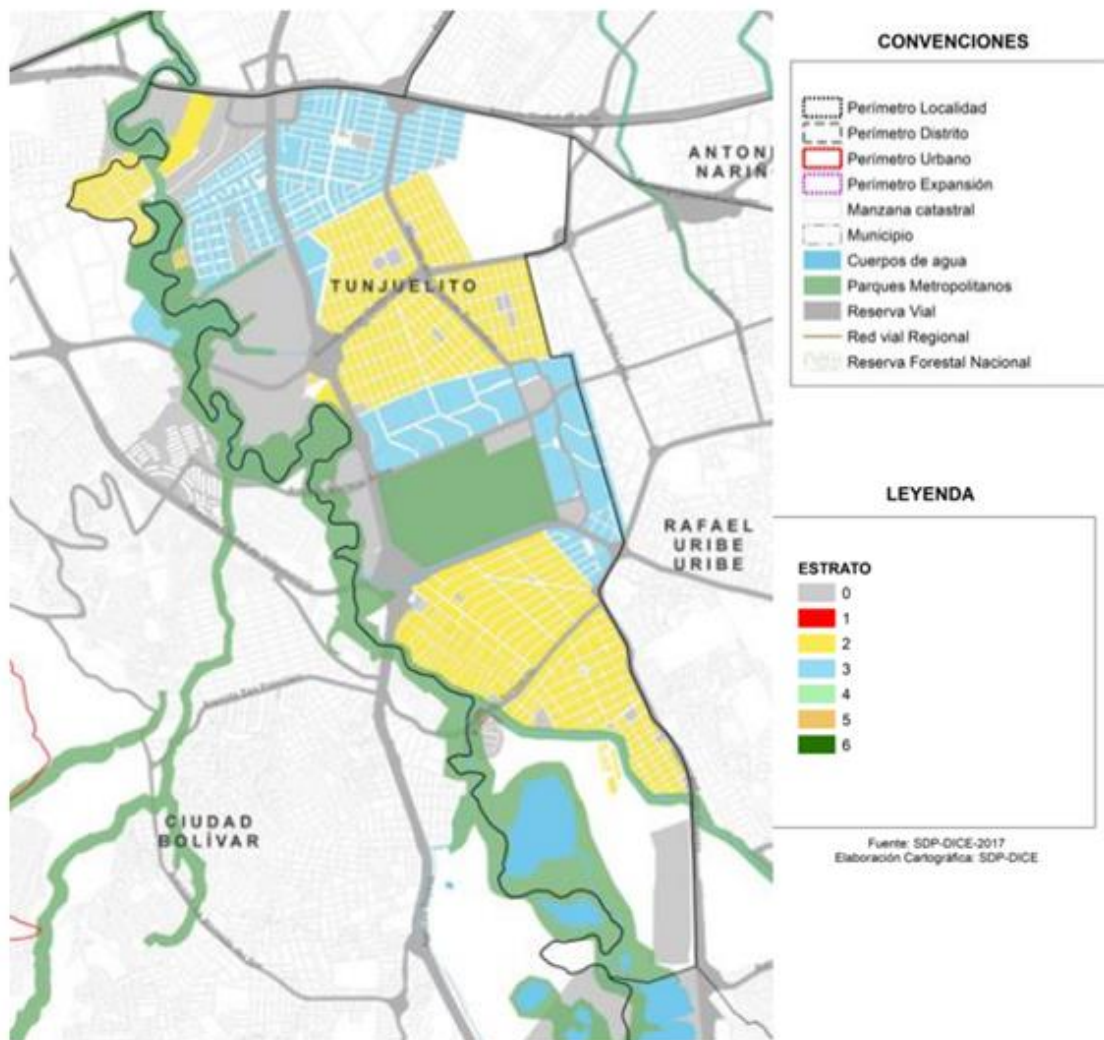 ANTONI
NARIN
TUNJUELITO
RAFAEL
URIBE
URIBE
CIUDAD
BOLÍVAR
CONVENCIONES
Perímetro Localidad
Perímetro Distrito
Perímetro Urbano
Perímetro Expansión
Manzana catastral
Municipio
Cuerpos de agua
Parques Metropolitanos
Reserva Vial
Red vial Regional
Reserva Forestal Nacional
LEYENDA
ESTRATO
0
1
2
3
4
5
6
Fuente: SDP-DICE-2017
Elaboración Cartográfica: SDP-DICE